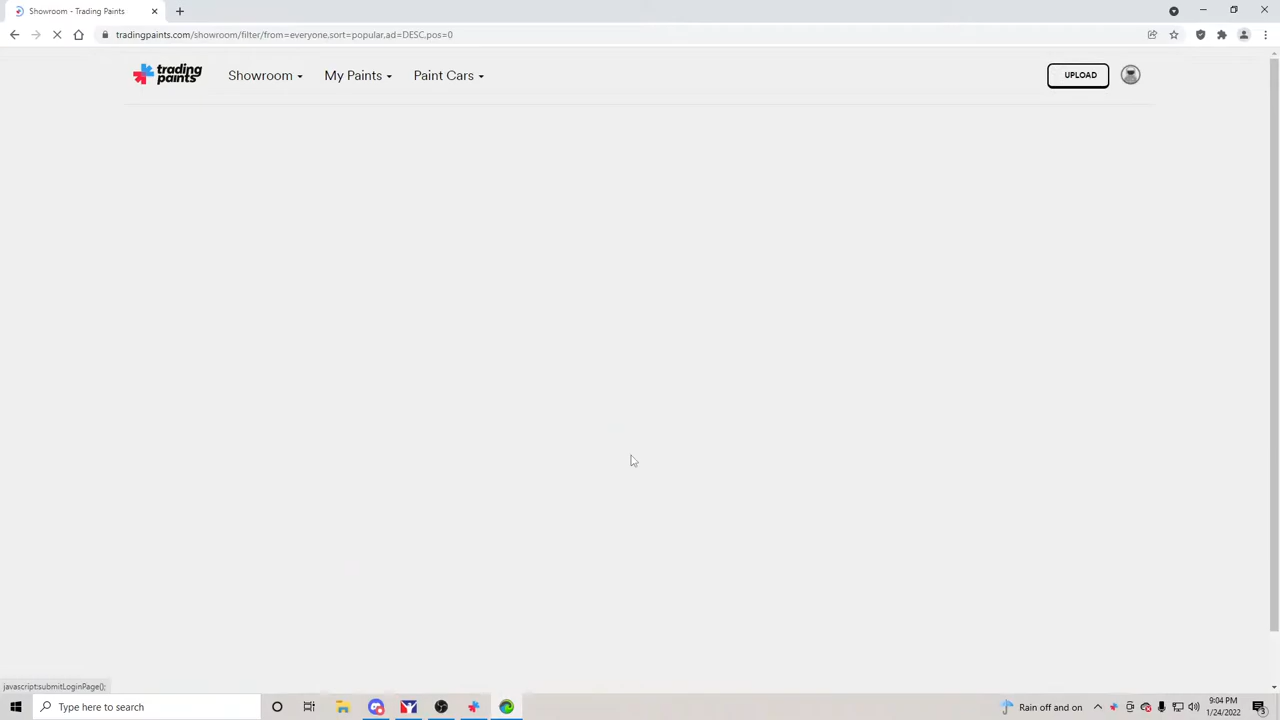 Showroom - Trading Paints
tradingpaints.com/showroom/filter/from=everyone,sort=popular,ad=DESC,pos=0
trading paints
Showroom
My Paints
Paint Cars
UPLOAD
javascript:submitLoginPage();
Type here to search
Rain off and on
9:04 PM
1/24/2022